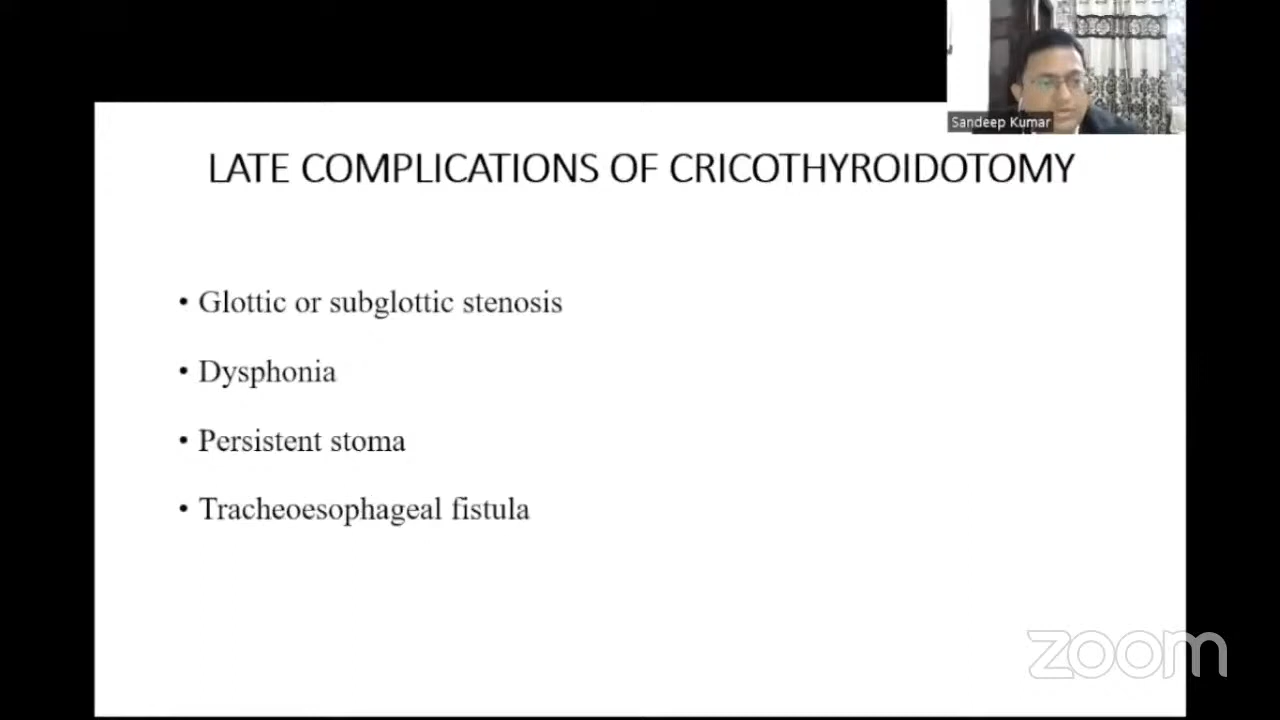 Sandeep Kumar
LATE COMPLICATIONS OF CRICOTHYROIDOTOMY
• Glottic or subglottic stenosis
• Dysphonia
• Persistent stoma
• Tracheoesophageal fistula
zoom